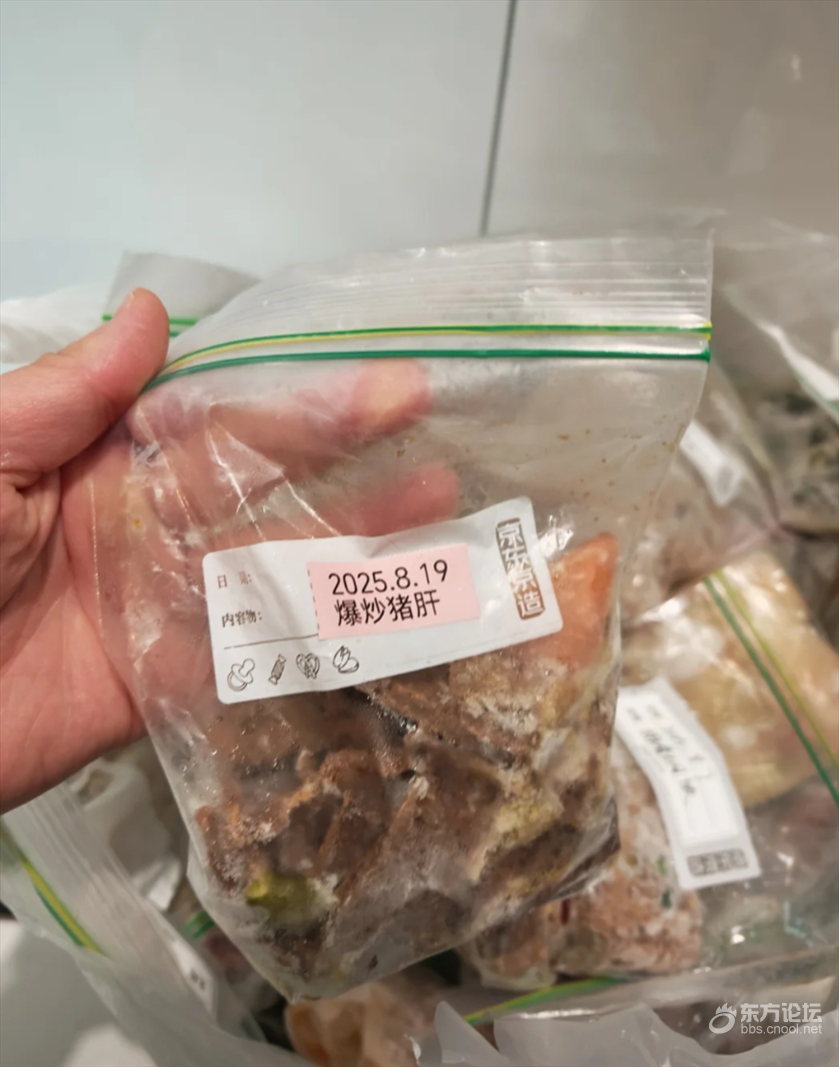 日 期:
2025.8.19
内容物:
爆炒猪肝
京东京造
东方论坛
bbs.cnool.net